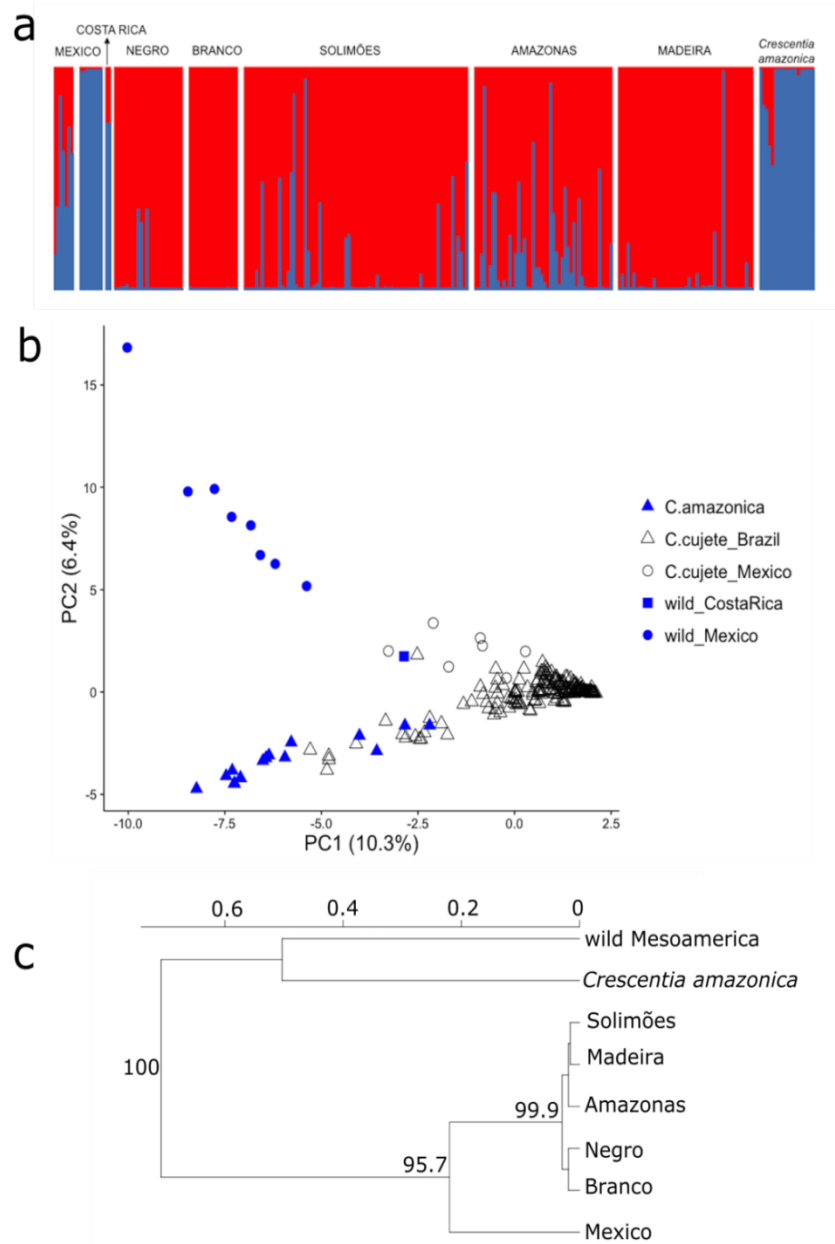 a
COSTA RICA
MEXICO NEGRO BRANCO SOLIMÕES AMAZONAS MADEIRA Crescentia
amazonica
b
15
10
5
0
-5
PC2 (6.4%)
-10.0 -7.5 -5.0 -2.5 0.0 2.5
PC1 (10.3%)
C.amazonica
C.cujete_Brazil
C.cujete_Mexico
wild_CostaRica
wild_Mexico
c
0.6 0.4 0.2 0
wild Mesoamerica
Crescentia amazonica
Solimões
Madeira
Amazonas
Negro
Branco
Mexico
100
99.9
95.7